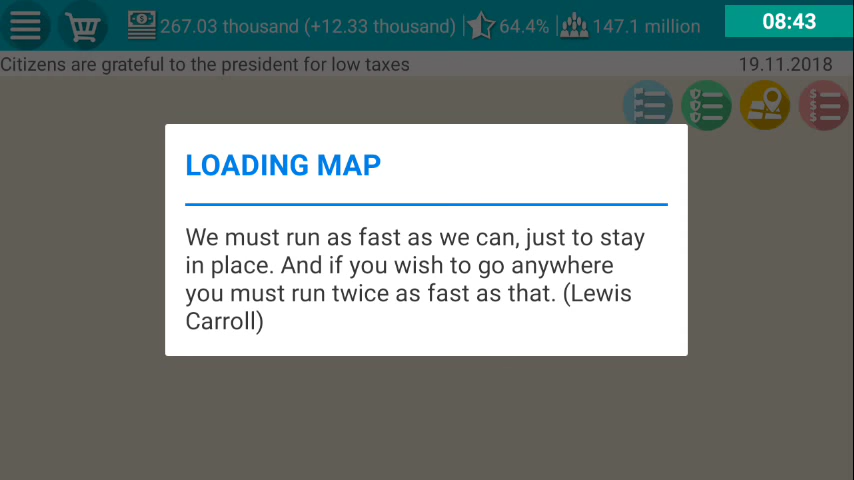 267.03 thousand (+12.33 thousand) 64.4% 147.1 million 08:43
Citizens are grateful to the president for low taxes 19.11.2018
LOADING MAP
We must run as fast as we can, just to stay
in place. And if you wish to go anywhere
you must run twice as fast as that. (Lewis
Carroll)